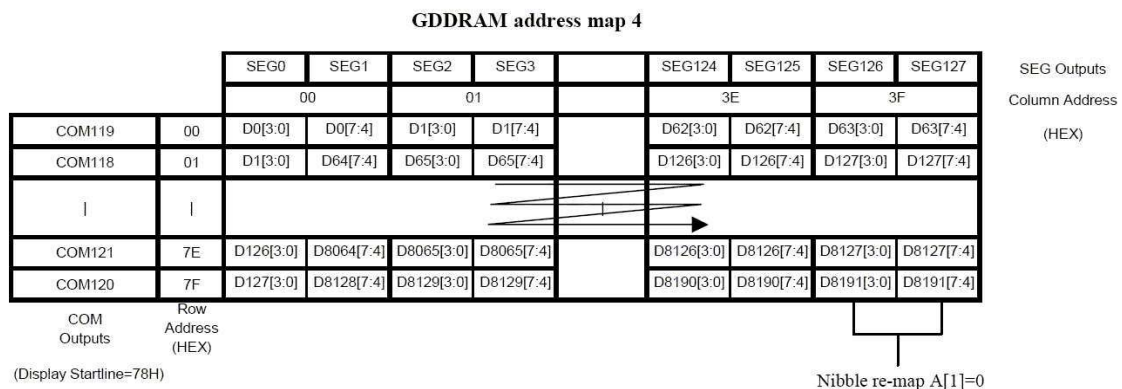 GDDRAM address map 4
SEG0 SEG1 SEG2 SEG3 SEG124 SEG125 SEG126 SEG127 SEG Outputs
00 01 3E 3F Column Address
COM119 00 D0[3:0] D0[7:4] D1[3:0] D1[7:4] D62[3:0] D62[7:4] D63[3:0] D63[7:4] (HEX)
COM118 01 D1[3:0] D64[7:4] D65[3:0] D65[7:4] D126[3:0] D126[7:4] D127[3:0] D127[7:4]
| | |
COM121 7E D126[3:0] D8064[7:4] D8065[3:0] D8065[7:4] D8126[3:0] D8126[7:4] D8127[3:0] D8127[7:4]
COM120 7F D127[3:0] D8128[7:4] D8129[3:0] D8129[7:4] D8190[3:0] D8190[7:4] D8191[3:0] D8191[7:4]
COM Row
Outputs Address
(HEX)
(Display Startline=78H)
Nibble re-map A[1]=0